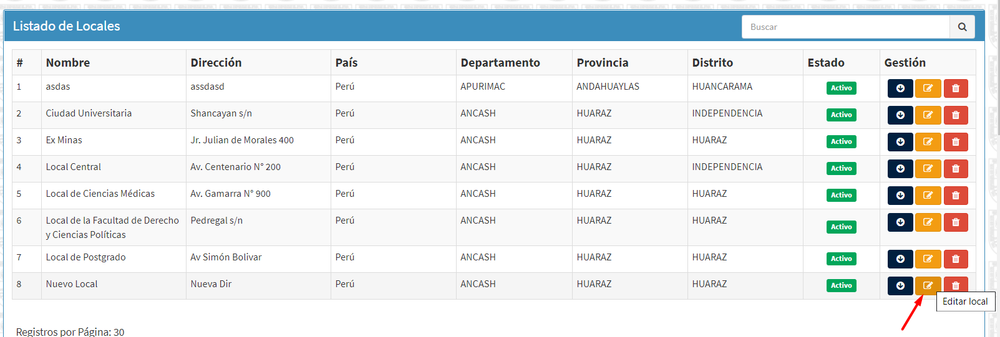 Listado de Locales
Buscar
# Nombre Dirección País Departamento Provincia Distrito Estado Gestión
1 asdas assdasd Perú APURIMAC ANDAHUAYLAS HUANCARAMA Activo
2 Ciudad Universitaria Shancayan s/n Perú ANCASH HUARAZ INDEPENDENCIA Activo
3 Ex Minas Jr. Julian de Morales 400 Perú ANCASH HUARAZ HUARAZ Activo
4 Local Central Av. Centenario N° 200 Perú ANCASH HUARAZ INDEPENDENCIA Activo
5 Local de Ciencias Médicas Av. Gamarra N° 900 Perú ANCASH HUARAZ HUARAZ Activo
6 Local de la Facultad de Derecho Pedregal s/n Perú ANCASH HUARAZ HUARAZ Activo
y Ciencias Políticas
7 Local de Postgrado Av Simón Bolivar Perú ANCASH HUARAZ HUARAZ Activo
8 Nuevo Local Nueva Dir Perú ANCASH HUARAZ HUARAZ Activo
Editar local
Registros por Página: 30